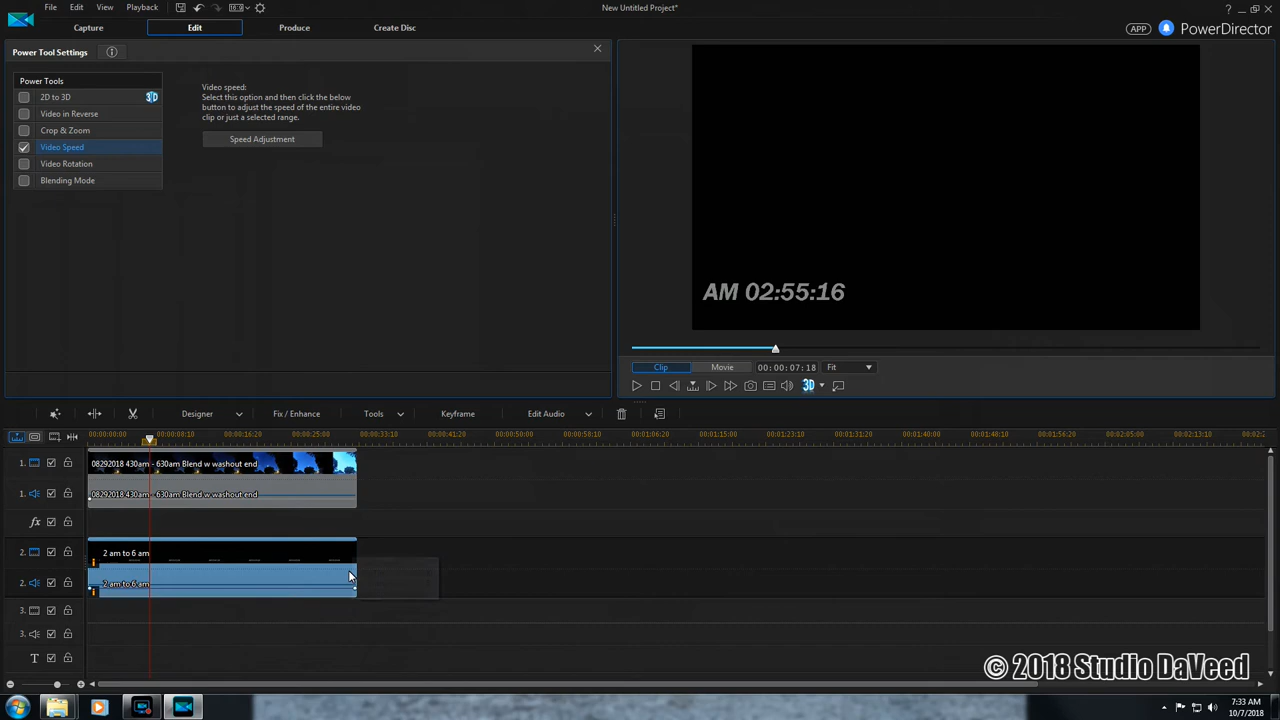 File Edit View Playback
New Untitled Project*
Capture Edit Produce Create Disc
APP PowerDirector
Power Tool Settings
Power Tools
2D to 3D 3D
Video in Reverse
Crop & Zoom
Video Speed
Video Rotation
Blending Mode
Video speed:
Select this option and then click the below
button to adjust the speed of the entire video
clip or just a selected range.
Speed Adjustment
AM 02:55:16
Clip Movie 00:00:07:18 Fit
3D
Designer Fix / Enhance Tools Keyframe Edit Audio
00:00:00:00 00:00:08:10 00:00:16:20 00:00:25:00 00:00:33:10 00:00:41:20 00:00:50:00 00:00:58:10 00:01:06:20 00:01:15:00 00:01:23:10 00:01:31:20 00:01:40:00 00:01:48:10 00:01:56:20 00:02:05:00 00:02:13:10
1. 08292018 430am - 630am Blend w washout end
1. 08292018 430am - 630am Blend w washout end
fx
2. 2 am to 6 am
2. 2 am to 6 am
3.
3.
T
© 2018 Studio DaVeed
7:33 AM
10/7/2018